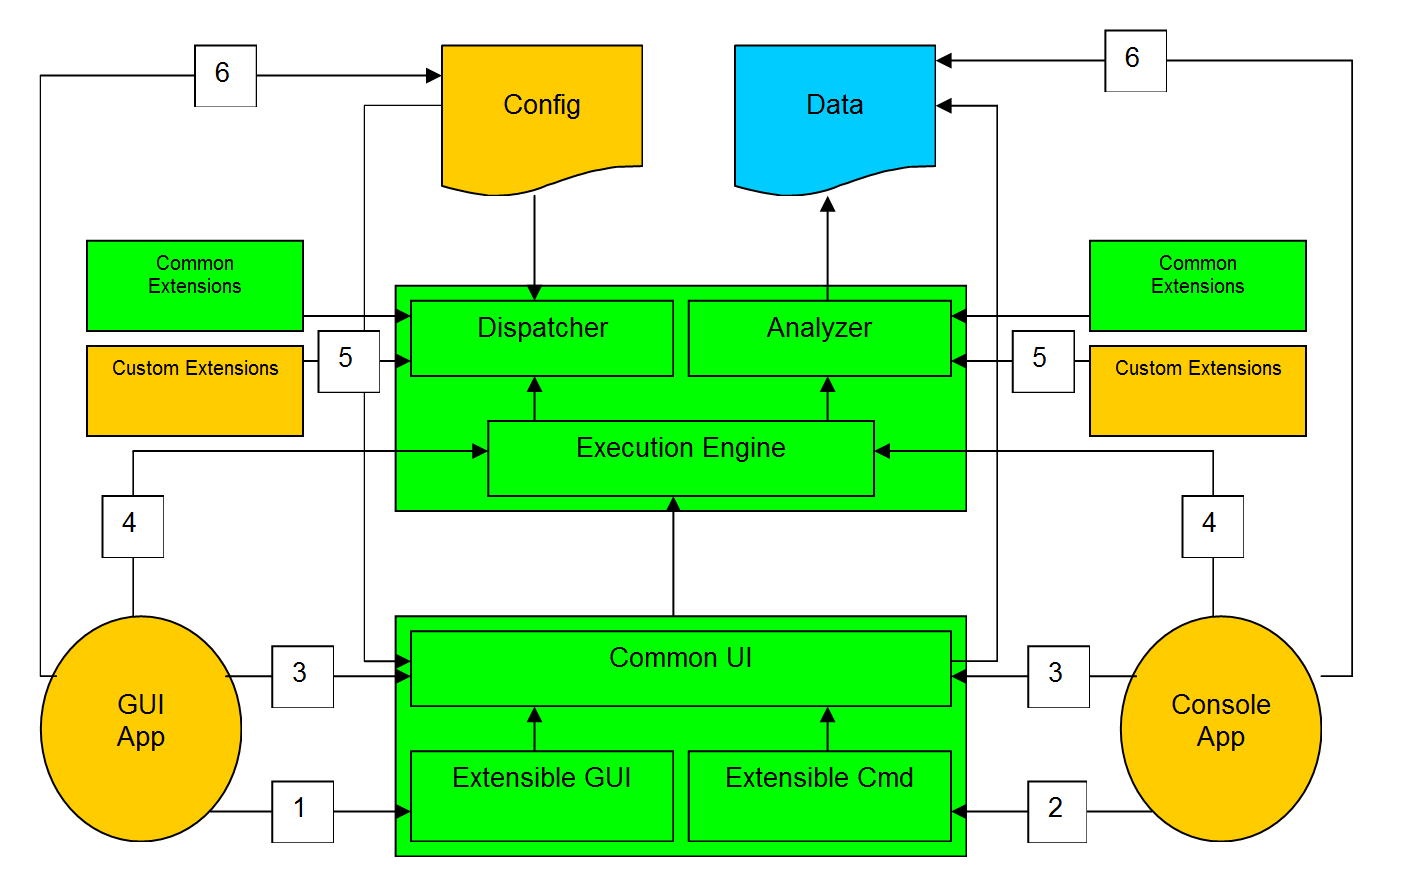 6
6
Config
Data
Common
Extensions
Common
Extensions
Dispatcher
Analyzer
5
5
Custom Extensions
Custom Extensions
Execution Engine
4
4
3
Common UI
3
GUI
App
Console
App
1
Extensible GUI
Extensible Cmd
2